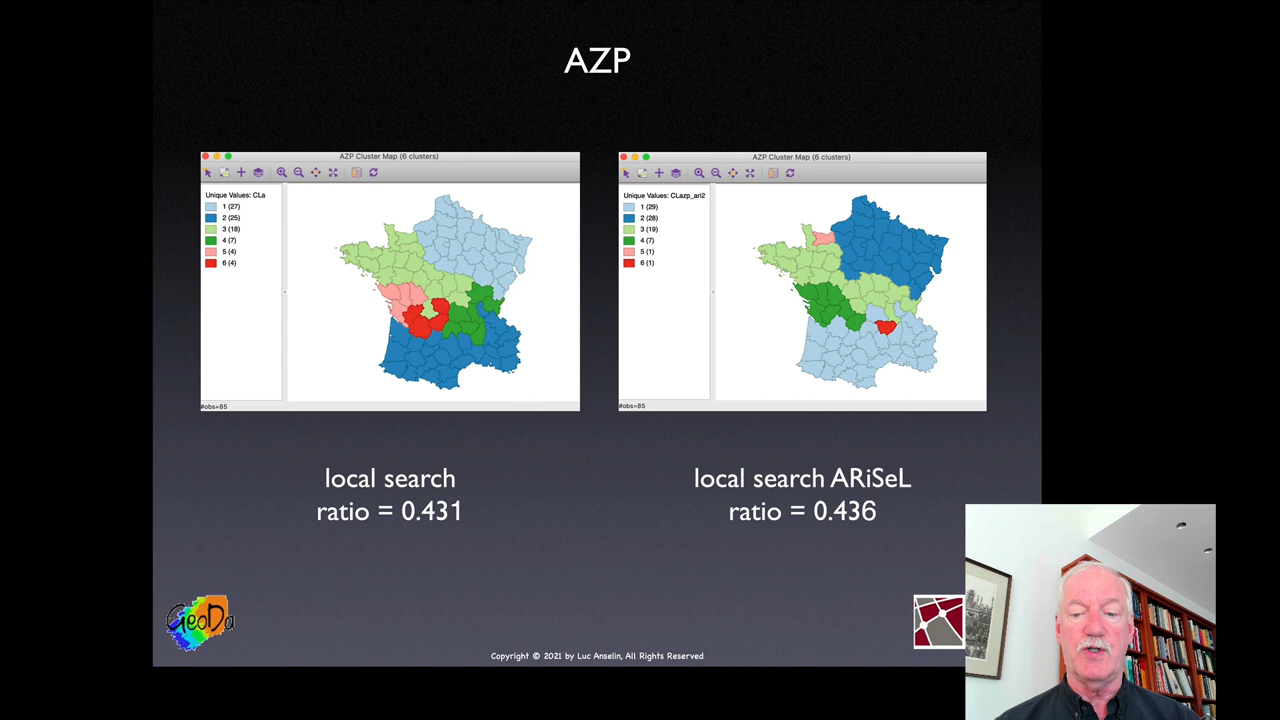 AZP
AZP Cluster Map (6 clusters)
Unique Values: CLa
1 (27)
2 (25)
3 (18)
4 (7)
5 (4)
6 (4)
#obs=85
AZP Cluster Map (6 clusters)
Unique Values: CLazp_ari2
1 (29)
2 (28)
3 (19)
4 (7)
5 (1)
6 (1)
#obs=85
local search
ratio = 0.431
local search ARiSeL
ratio = 0.436
GeoDa
Copyright © 2021 by Luc Anselin, All Rights Reserved